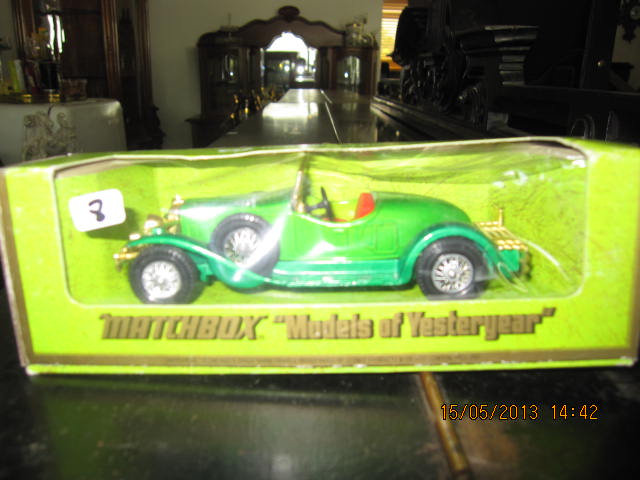 8
MATCHBOX "Models of Yesteryear"
15/05/2013 14:42